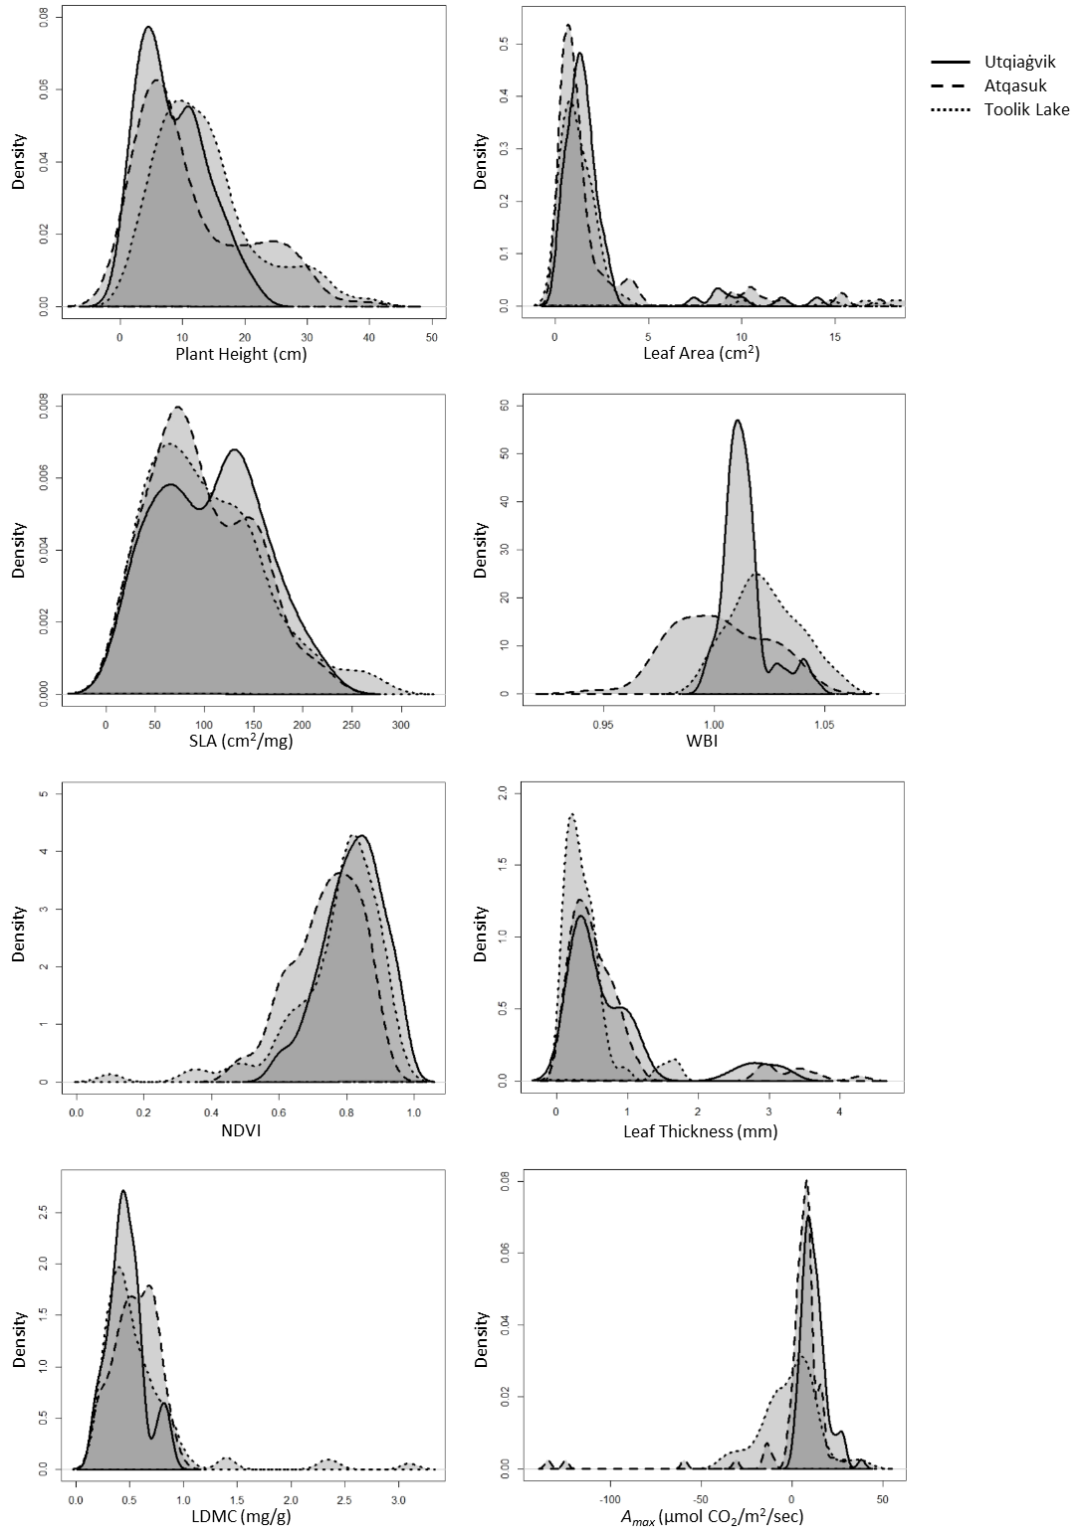 Utqiaġvik
Atqasuk
Toolik Lake
Density
0.00 0.02 0.04 0.06 0.08
0 10 20 30 40 50
Plant Height (cm)
Density
0.0 0.1 0.2 0.3 0.4 0.5
0 5 10 15
Leaf Area (cm²)
Density
0.000 0.002 0.004 0.006 0.008
0 50 100 150 200 250 300
SLA (cm²/mg)
Density
0 10 20 30 40 50 60
0.95 1.00 1.05
WBI
Density
0 1 2 3 4 5
0.0 0.2 0.4 0.6 0.8 1.0
NDVI
Density
0.0 0.5 1.0 1.5 2.0
0 1 2 3 4
Leaf Thickness (mm)
Density
0.0 0.5 1.0 1.5 2.0 2.5
0.0 0.5 1.0 1.5 2.0 2.5 3.0
LDMC (mg/g)
Density
0.00 0.02 0.04 0.06 0.08
-100 -50 0 50
Amax (µmol CO₂/m²/sec)